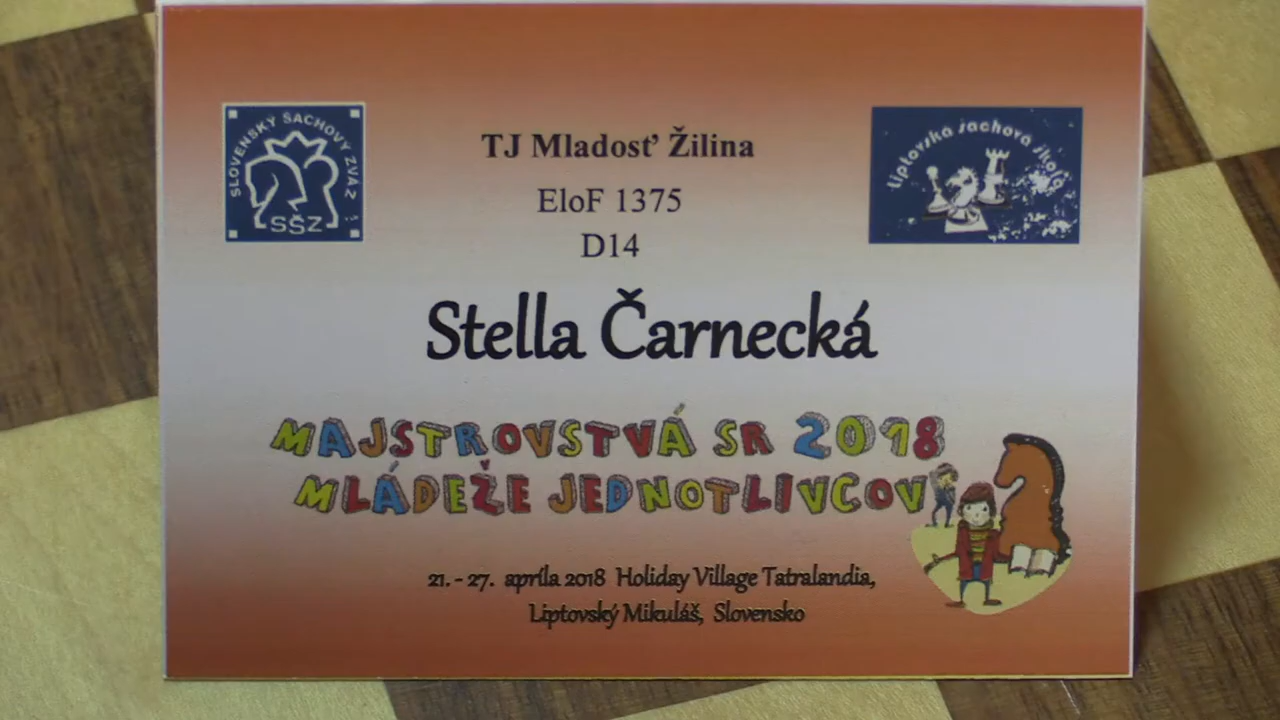 SLOVENSKÝ ŠACHOVÝ ZVÄZ
SŠZ
Liptovská šachová škola
TJ Mladosť Žilina
EloF 1375
D14
Stella Čarnecká
MAJSTROVSTVÁ SR 2018
MLÁDEŽE JEDNOTLIVCOV
21. - 27. apríla 2018 Holiday Village Tatralandia,
Liptovský Mikuláš, Slovensko